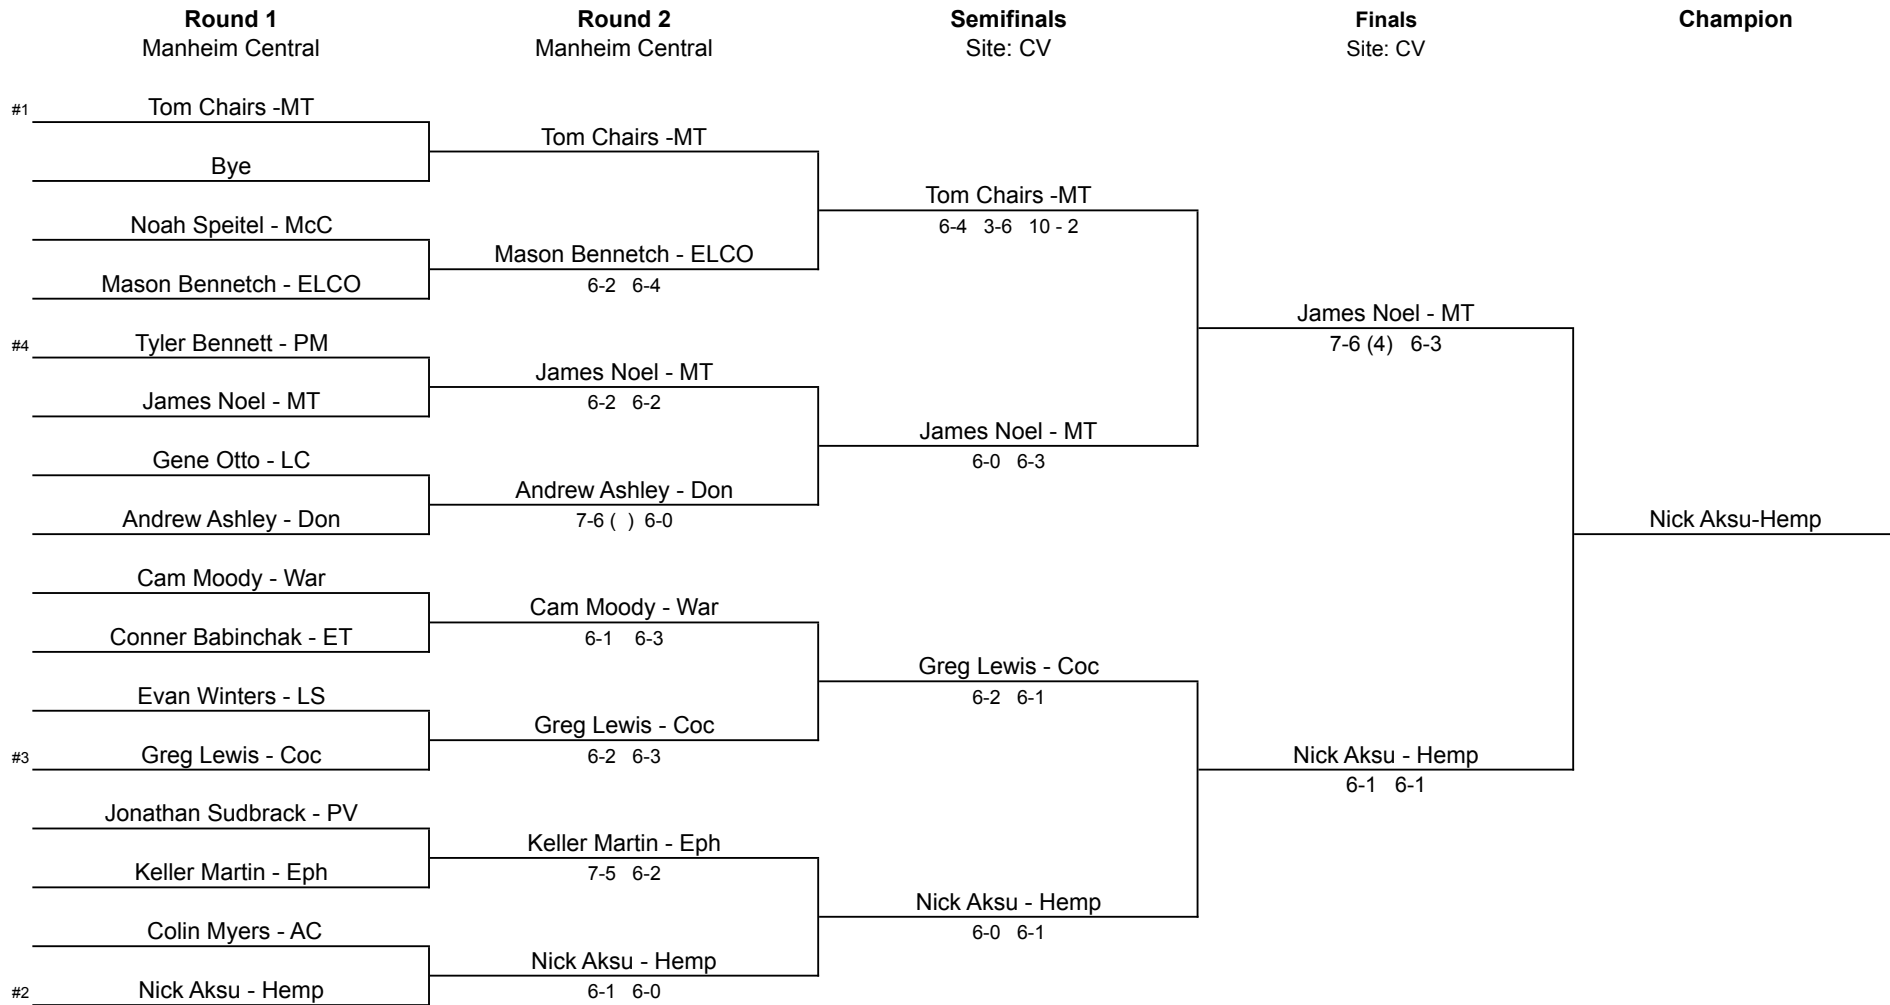 Round 1
Manheim Central
Round 2
Manheim Central
Semifinals
Site: CV
Finals
Site: CV
Champion
#1 Tom Chairs -MT
Bye
Noah Speitel - McC
Mason Bennetch - ELCO
#4 Tyler Bennett - PM
James Noel - MT
Gene Otto - LC
Andrew Ashley - Don
Cam Moody - War
Conner Babinchak - ET
Evan Winters - LS
#3 Greg Lewis - Coc
Jonathan Sudbrack - PV
Keller Martin - Eph
Colin Myers - AC
#2 Nick Aksu - Hemp
Tom Chairs -MT
Mason Bennetch - ELCO
6-2 6-4
James Noel - MT
6-2 6-2
Andrew Ashley - Don
7-6 ( ) 6-0
Cam Moody - War
6-1 6-3
Greg Lewis - Coc
6-2 6-3
Keller Martin - Eph
7-5 6-2
Nick Aksu - Hemp
6-1 6-0
Tom Chairs -MT
6-4 3-6 10 - 2
James Noel - MT
6-0 6-3
Greg Lewis - Coc
6-2 6-1
Nick Aksu - Hemp
6-0 6-1
James Noel - MT
7-6 (4) 6-3
Nick Aksu - Hemp
6-1 6-1
Nick Aksu-Hemp